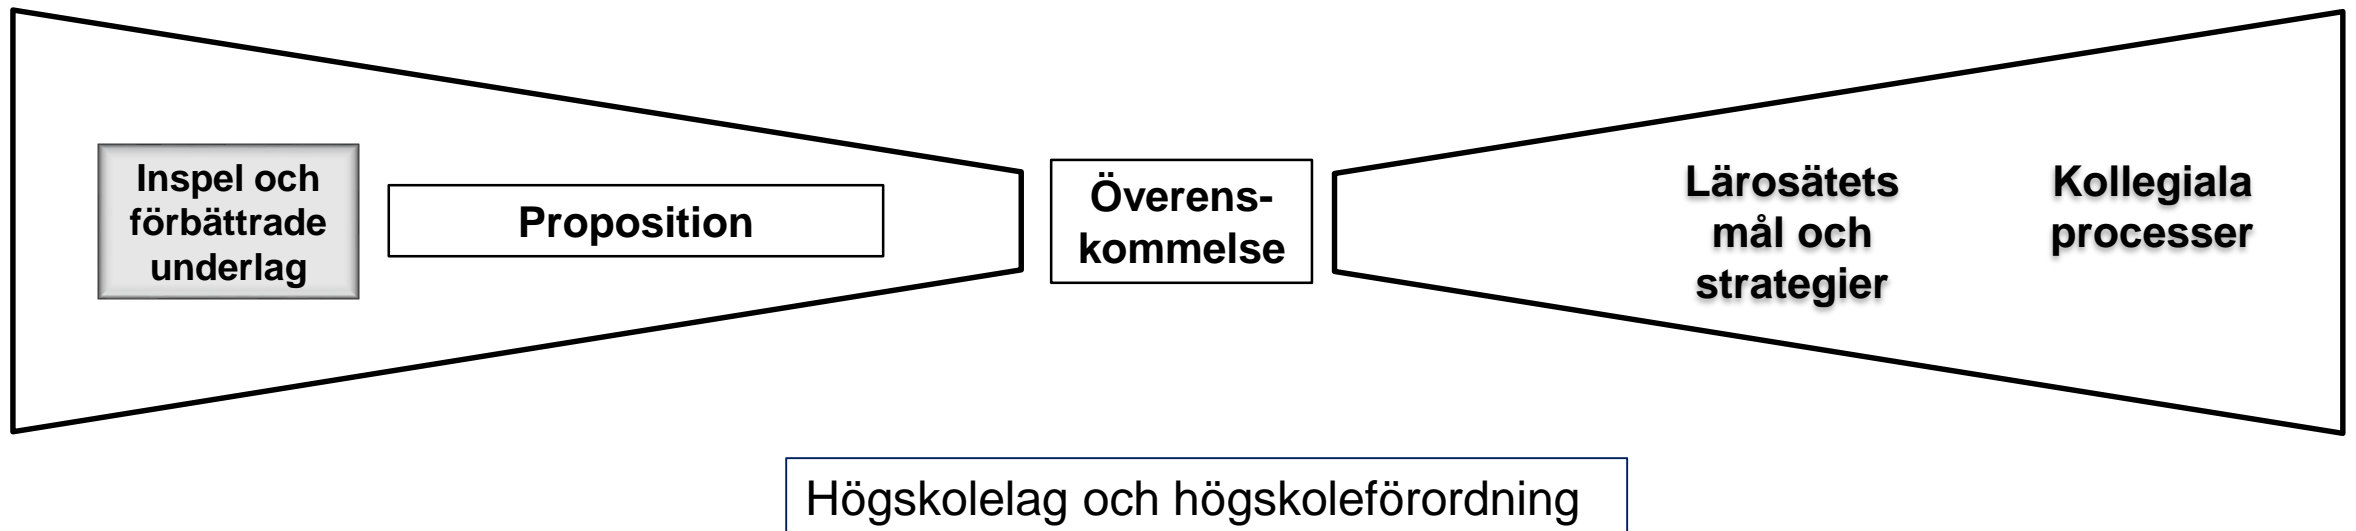 Inspel och
förbättrade
underlag
Proposition
Överens-
kommelse
Lärosätets
mål och
strategier
Kollegiala
processer
Högskolelag och högskoleförordning